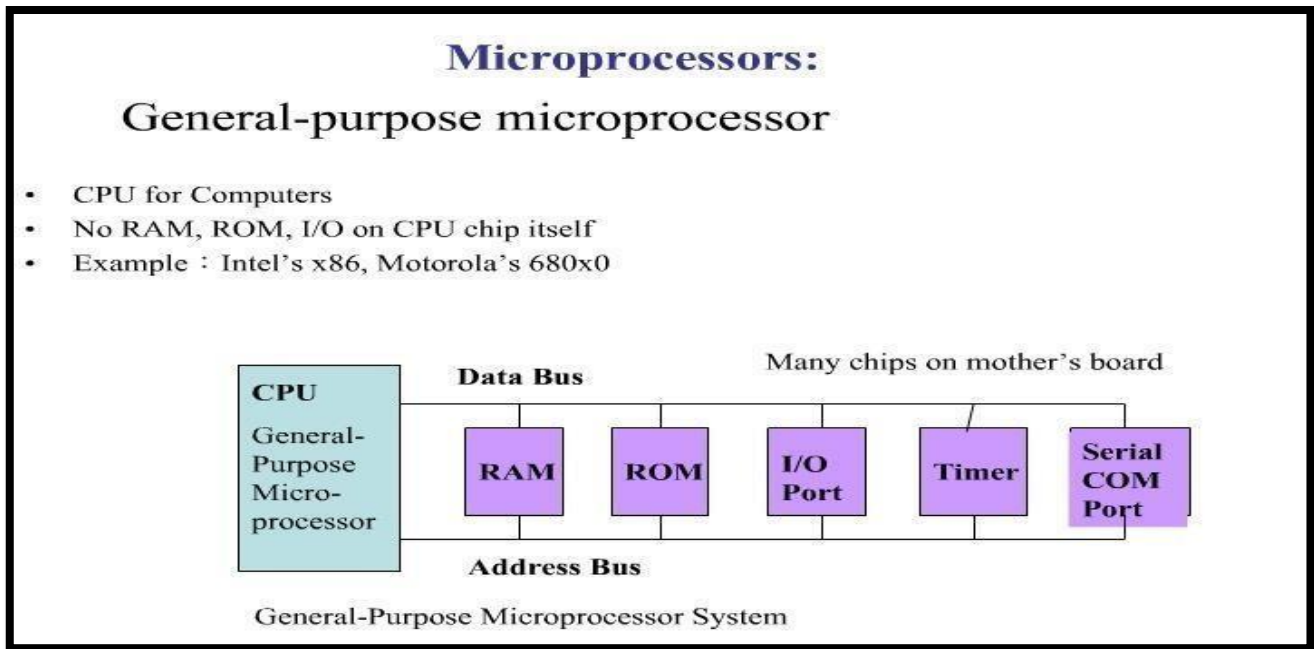 Microprocessors:
General-purpose microprocessor
• CPU for Computers
• No RAM, ROM, I/O on CPU chip itself
• Example：Intel's x86, Motorola's 680x0
Many chips on mother's board
Data Bus
CPU
General-
Purpose
Micro-
processor
RAM
ROM
I/O
Port
Timer
Serial
COM
Port
Address Bus
General-Purpose Microprocessor System